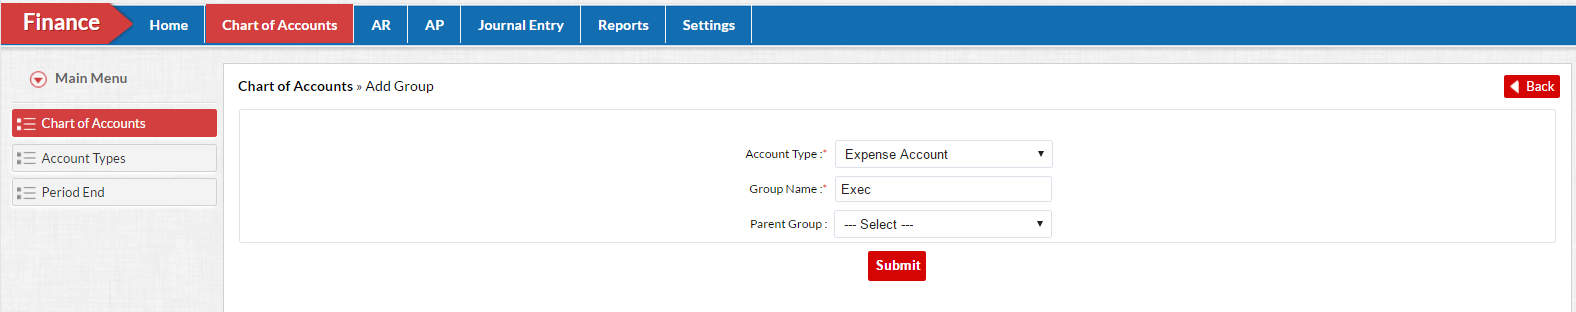 Finance Home Chart of Accounts AR AP Journal Entry Reports Settings
Main Menu
Chart of Accounts
Account Types
Period End
Chart of Accounts » Add Group
Back
Account Type :* Expense Account
Group Name :* Exec
Parent Group : --- Select ---
Submit